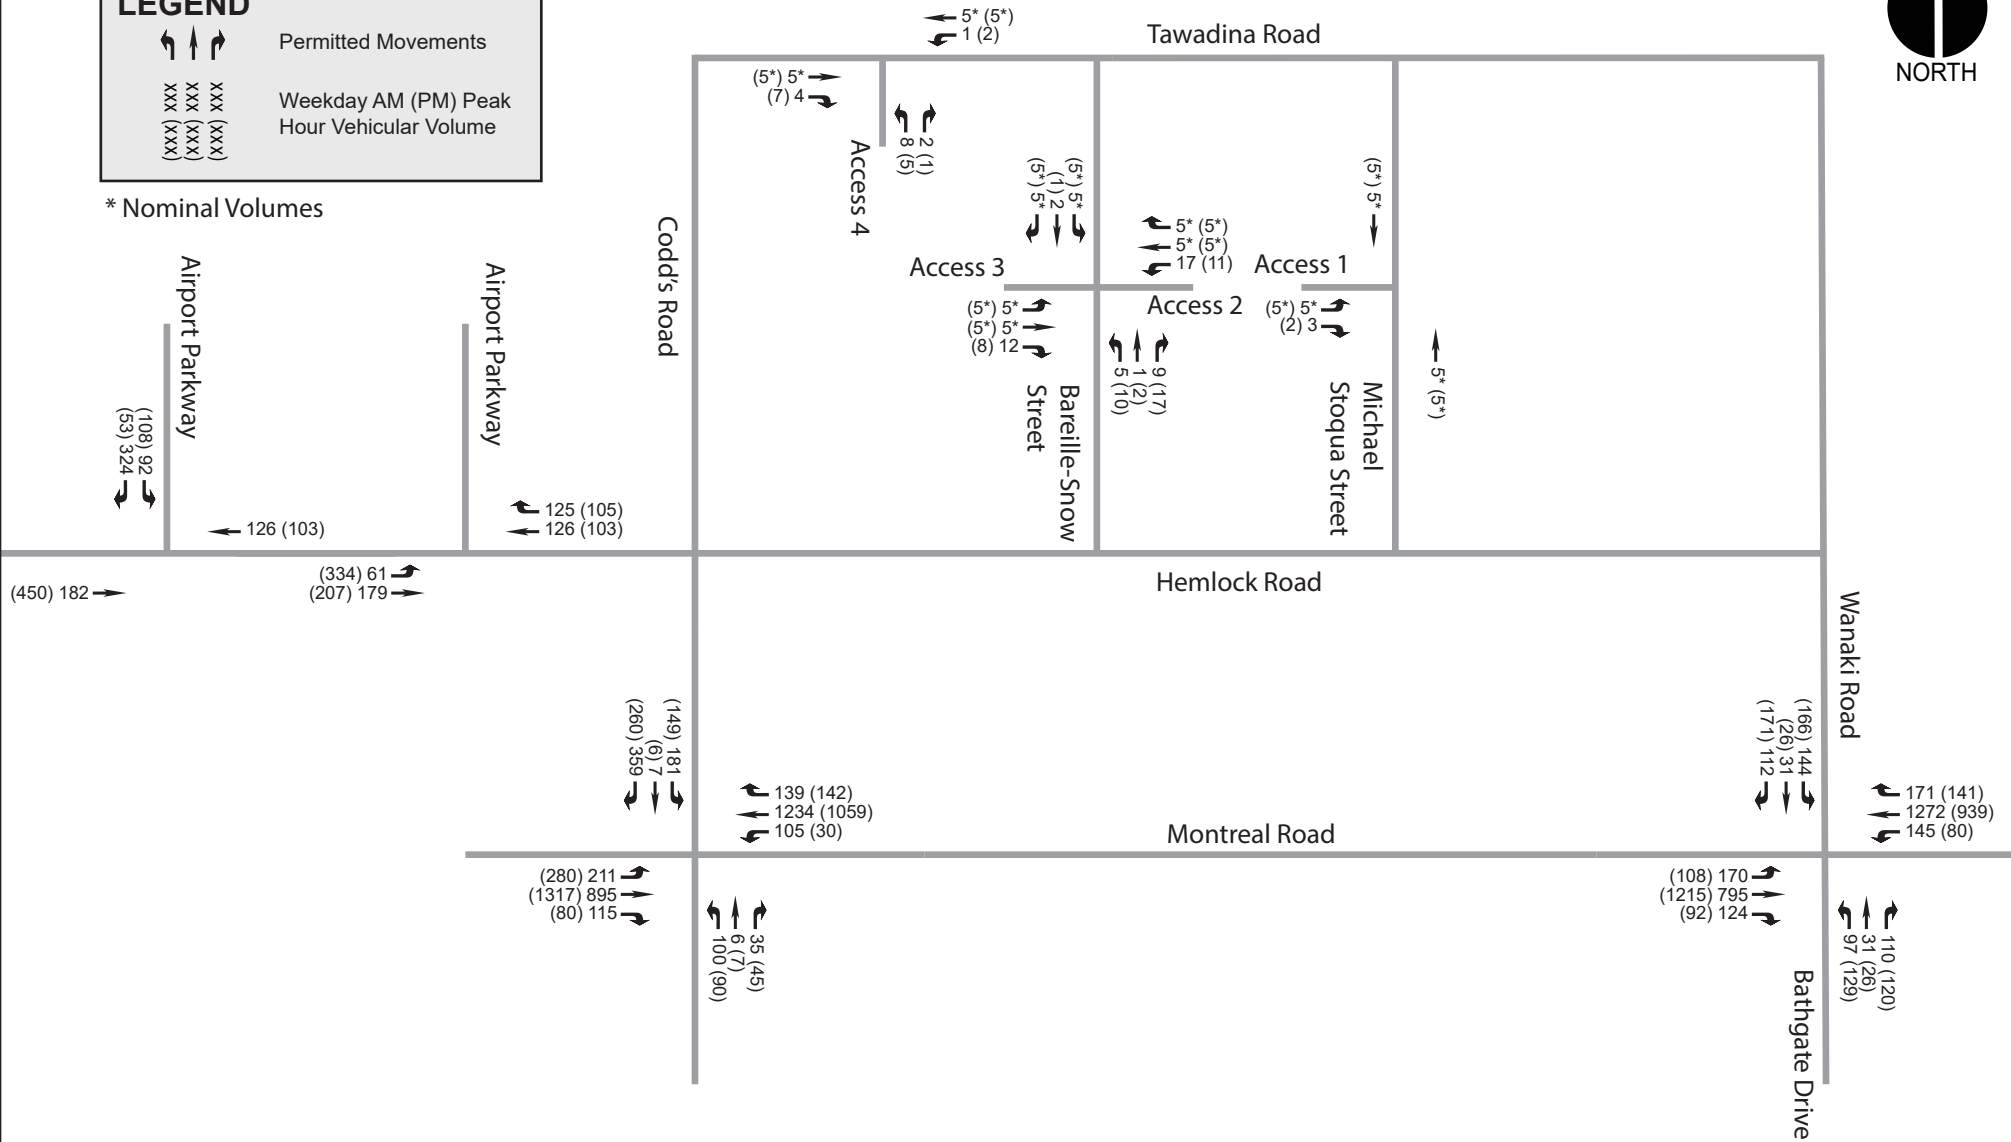 LEGEND
Permitted Movements
xxx (xxx)
xxx (xxx)
xxx (xxx)
Weekday AM (PM) Peak
Hour Vehicular Volume
* Nominal Volumes
NORTH
5* (5*)
1 (2)
Tawadina Road
(5*) 5*
(7) 4
8 (5)
2 (1)
Access 4
(5*) 5*
(1) 2
(5*) 5*
5* (5*)
5* (5*)
17 (11)
Access 3
Access 2
(5*) 5*
(5*) 5*
(8) 12
5 (10)
1 (2)
9 (17)
Bareille-Snow
Street
Access 1
(5*) 5*
(5*) 5*
(2) 3
5* (5*)
Michael
Stoqua Street
Codd's Road
Airport Parkway
Airport Parkway
(53) 324
(108) 92
126 (103)
125 (105)
126 (103)
(450) 182
(334) 61
(207) 179
Hemlock Road
Wanaki Road
(260) 359
(6) 7
(149) 181
139 (142)
1234 (1059)
105 (30)
Montreal Road
(280) 211
(1317) 895
(80) 115
100 (90)
6 (7)
35 (45)
(171) 112
(26) 31
(166) 144
171 (141)
1272 (939)
145 (80)
(108) 170
(1215) 795
(92) 124
97 (129)
31 (26)
110 (120)
Bathgate Drive